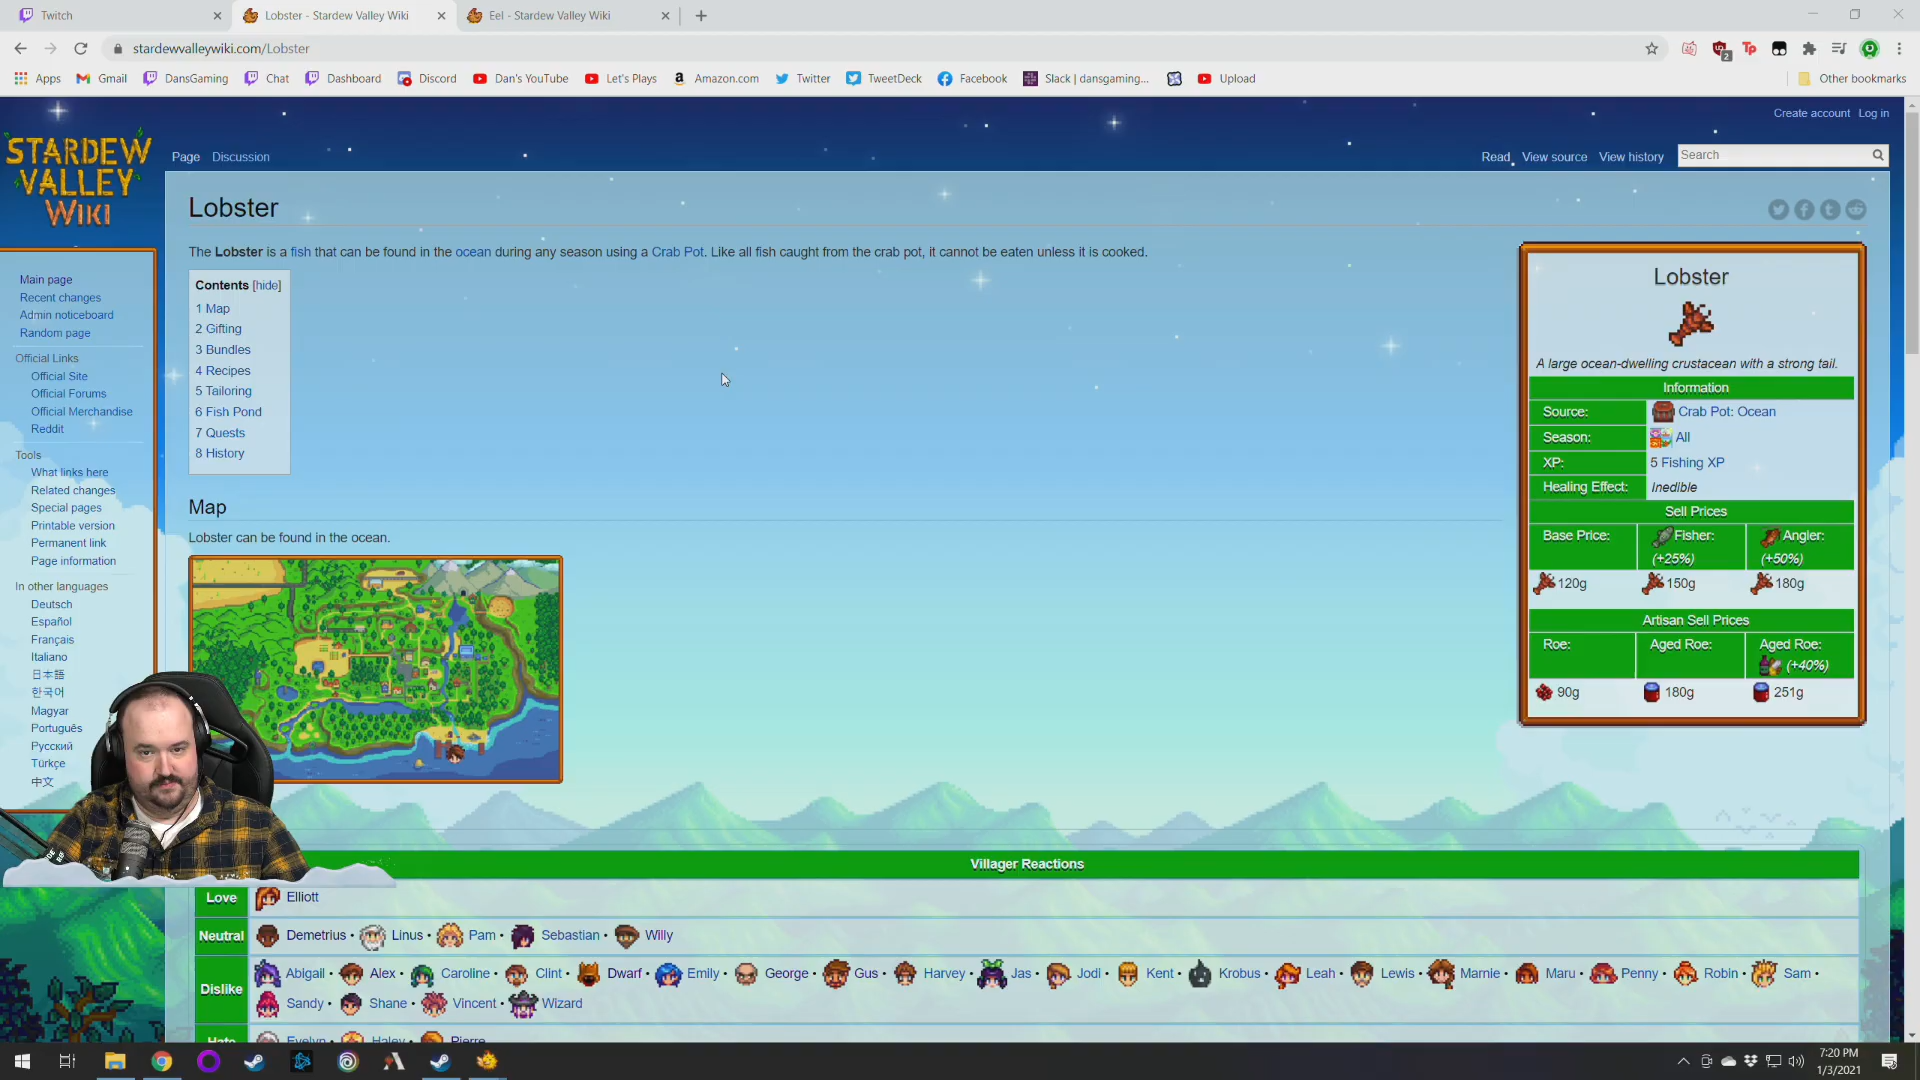 Twitch
Lobster - Stardew Valley Wiki
Eel - Stardew Valley Wiki
stardewvalleywiki.com/Lobster
Apps Gmail DansGaming Chat Dashboard Discord Dan's YouTube Let's Plays Amazon.com Twitter TweetDeck Facebook Slack | dansgaming... Upload Other bookmarks
Create account Log in
STARDEW
VALLEY
WIKI
Page Discussion
Read View source View history Search
Lobster
The Lobster is a fish that can be found in the ocean during any season using a Crab Pot. Like all fish caught from the crab pot, it cannot be eaten unless it is cooked.
Contents [hide]
1 Map
2 Gifting
3 Bundles
4 Recipes
5 Tailoring
6 Fish Pond
7 Quests
8 History
Map
Lobster can be found in the ocean.
Main page
Recent changes
Admin noticeboard
Random page
Official Links
Official Site
Official Forums
Official Merchandise
Reddit
Tools
What links here
Related changes
Special pages
Printable version
Permanent link
Page information
In other languages
Deutsch
Español
Français
Italiano
日本語
한국어
Magyar
Português
Русский
Türkçe
中文
Lobster
A large ocean-dwelling crustacean with a strong tail.
Information
Source: Crab Pot: Ocean
Season: All
XP: 5 Fishing XP
Healing Effect: Inedible
Sell Prices
Base Price: Fisher: Angler:
(+25%) (+50%)
120g 150g 180g
Artisan Sell Prices
Roe: Aged Roe: Aged Roe:
(+40%)
90g 180g 251g
Villager Reactions
Love Elliott
Neutral Demetrius • Linus • Pam • Sebastian • Willy
Dislike Abigail • Alex • Caroline • Clint • Dwarf • Emily • George • Gus • Harvey • Jas • Jodi • Kent • Krobus • Leah • Lewis • Marnie • Maru • Penny • Robin • Sam •
Sandy • Shane • Vincent • Wizard
Hate Evelyn • Haley • Pierre
7:20 PM
1/3/2021